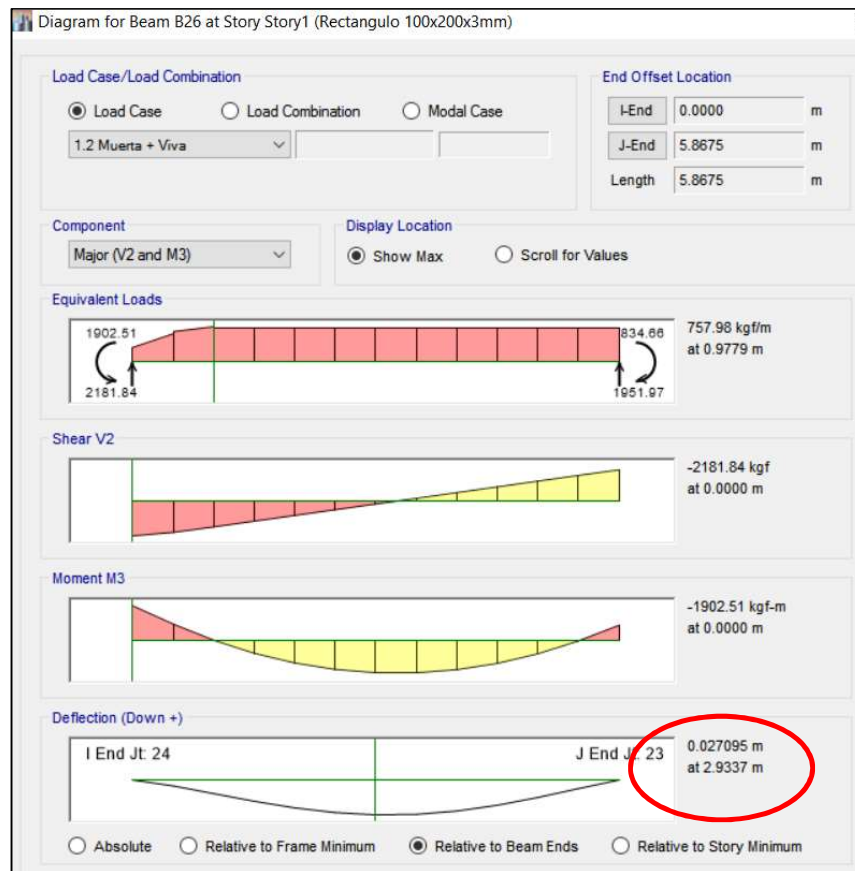 Diagram for Beam B26 at Story Story1 (Rectangulo 100x200x3mm)
Load Case/Load Combination
Load Case Load Combination Modal Case
1.2 Muerta + Viva
End Offset Location
I-End 0.0000 m
J-End 5.8675 m
Length 5.8675 m
Component
Major (V2 and M3)
Display Location
Show Max Scroll for Values
Equivalent Loads
1902.51 834.66
2181.84 1951.97
757.98 kgf/m
at 0.9779 m
Shear V2
-2181.84 kgf
at 0.0000 m
Moment M3
-1902.51 kgf-m
at 0.0000 m
Deflection (Down +)
I End Jt: 24 J End Jt: 23
0.027095 m
at 2.9337 m
Absolute Relative to Frame Minimum Relative to Beam Ends Relative to Story Minimum